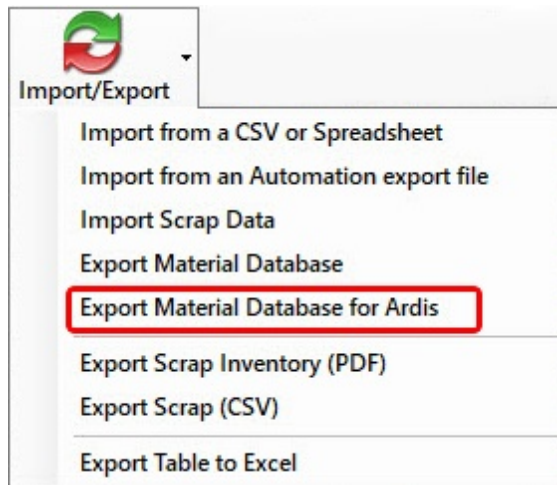 Import/Export
Import from a CSV or Spreadsheet
Import from an Automation export file
Import Scrap Data
Export Material Database
Export Material Database for Ardis
Export Scrap Inventory (PDF)
Export Scrap (CSV)
Export Table to Excel